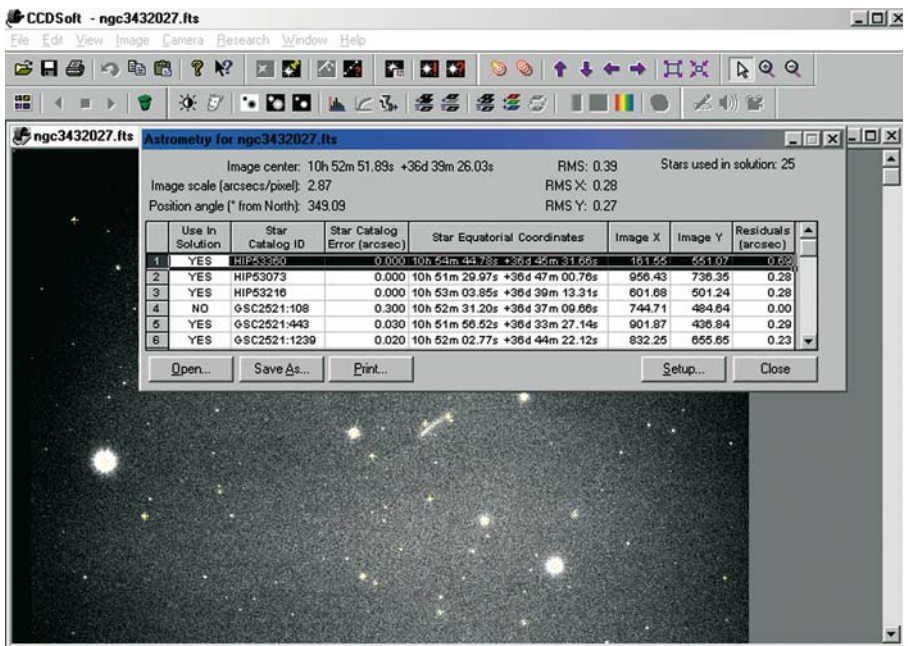 CCDSoft - ngc3432027.fts
File Edit View Image Camera Research Window Help
ngc3432027.fts
Astrometry for ngc3432027.fts
Image center: 10h 52m 51.89s +36d 39m 26.03s RMS: 0.39 Stars used in solution: 25
Image scale (arcsecs/pixel): 2.87 RMS X: 0.28
Position angle (° from North): 349.09 RMS Y: 0.27
Use In Solution Star Catalog ID Star Catalog Error (arcsec) Star Equatorial Coordinates Image X Image Y Residuals (arcsec)
1 YES HIP53360 0.000 10h 54m 44.78s +36d 45m 31.66s 161.55 551.07 0.69
2 YES HIP53073 0.000 10h 51m 29.97s +36d 47m 00.76s 956.43 736.35 0.28
3 YES HIP53216 0.000 10h 53m 03.85s +36d 39m 13.31s 601.68 501.24 0.28
4 NO GSC2521:108 0.300 10h 52m 31.20s +36d 37m 09.66s 744.71 484.64 0.00
5 YES GSC2521:443 0.030 10h 51m 56.52s +36d 33m 27.14s 901.87 436.84 0.29
6 YES GSC2521:1239 0.020 10h 52m 02.77s +36d 44m 22.12s 832.25 655.65 0.23
Open... Save As... Print... Setup... Close